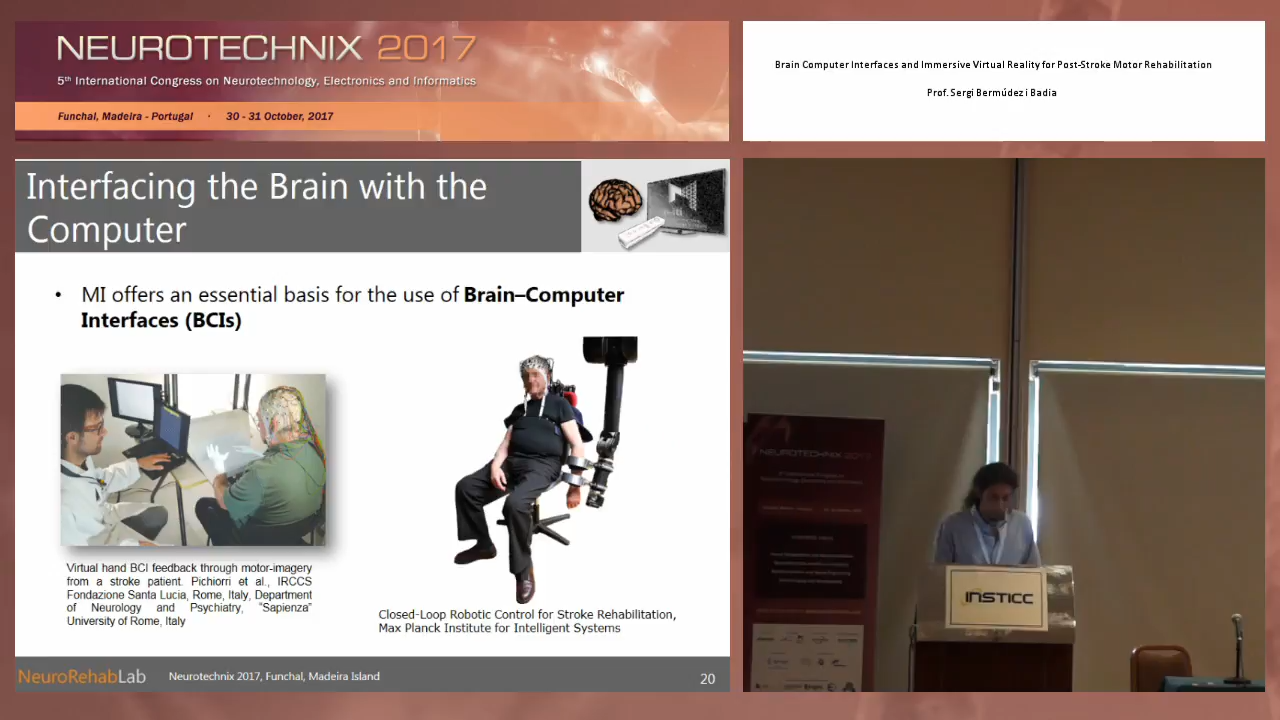 NEUROTECHNIX 2017
5th International Congress on Neurotechnology, Electronics and Informatics
Funchal, Madeira - Portugal · 30 - 31 October, 2017
Brain Computer Interfaces and Immersive Virtual Reality for Post-Stroke Motor Rehabilitation
Prof. Sergi Bermúdez i Badia
Interfacing the Brain with the
Computer
• MI offers an essential basis for the use of Brain–Computer
Interfaces (BCIs)
Virtual hand BCI feedback through motor-imagery
from a stroke patient. Pichiorri et al., IRCCS
Fondazione Santa Lucia, Rome, Italy, Department
of Neurology and Psychiatry, “Sapienza”
University of Rome, Italy
Closed-Loop Robotic Control for Stroke Rehabilitation,
Max Planck Institute for Intelligent Systems
NeuroRehabLab
Neurotechnix 2017, Funchal, Madeira Island
20
NEUROTECHNIX 2017
INSTICC